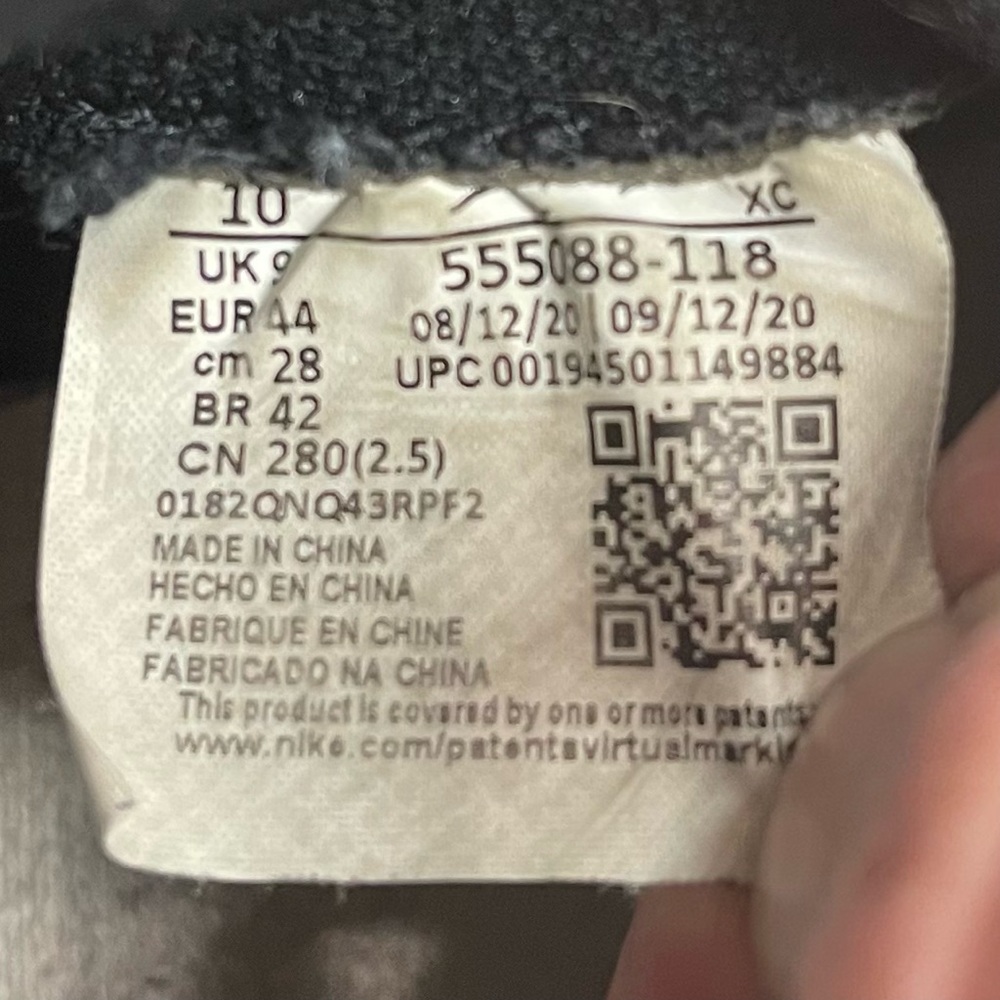 10 XC
UK 9 555088-118
EUR 44 08/12/20 09/12/20
cm 28 UPC 00194501149884
BR 42
CN 280(2.5)
0182QNQ43RPF2
MADE IN CHINA
HECHO EN CHINA
FABRIQUE EN CHINE
FABRICADO NA CHINA
This product is covered by one or more patents
www.nike.com/patentsvirtualmarki